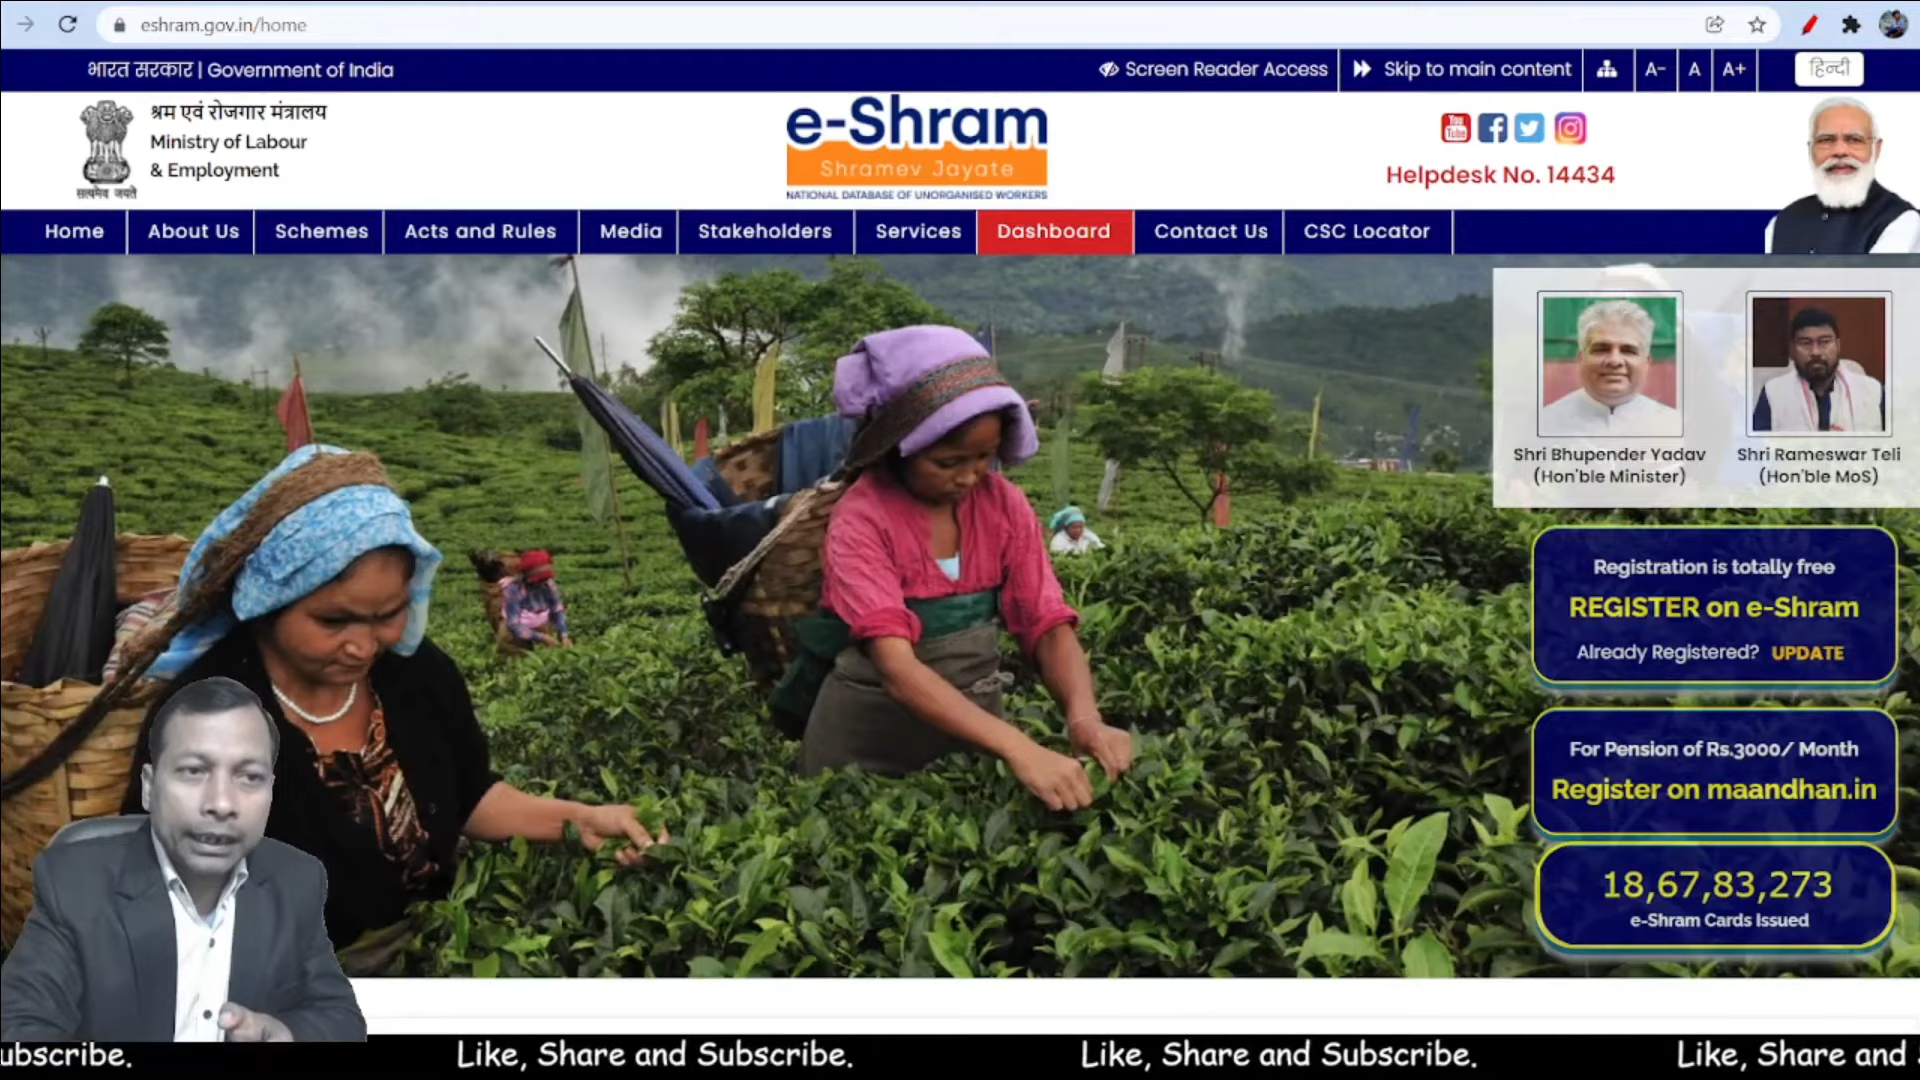 eshram.gov.in/home
भारत सरकार | Government of India
Screen Reader Access
Skip to main content
A-
A
A+
हिन्दी
श्रम एवं रोजगार मंत्रालय
Ministry of Labour
& Employment
सत्यमेव जयते
e-Shram
Shramev Jayate
NATIONAL DATABASE OF UNORGANISED WORKERS
You
Tube
Helpdesk No. 14434
Home
About Us
Schemes
Acts and Rules
Media
Stakeholders
Services
Dashboard
Contact Us
CSC Locator
Shri Bhupender Yadav
(Hon'ble Minister)
Shri Rameswar Teli
(Hon'ble MoS)
Registration is totally free
REGISTER on e-Shram
Already Registered? UPDATE
For Pension of Rs.3000/ Month
Register on maandhan.in
18,67,83,273
e-Shram Cards Issued
ubscribe. Like, Share and Subscribe. Like, Share and Subscribe. Like, Share and